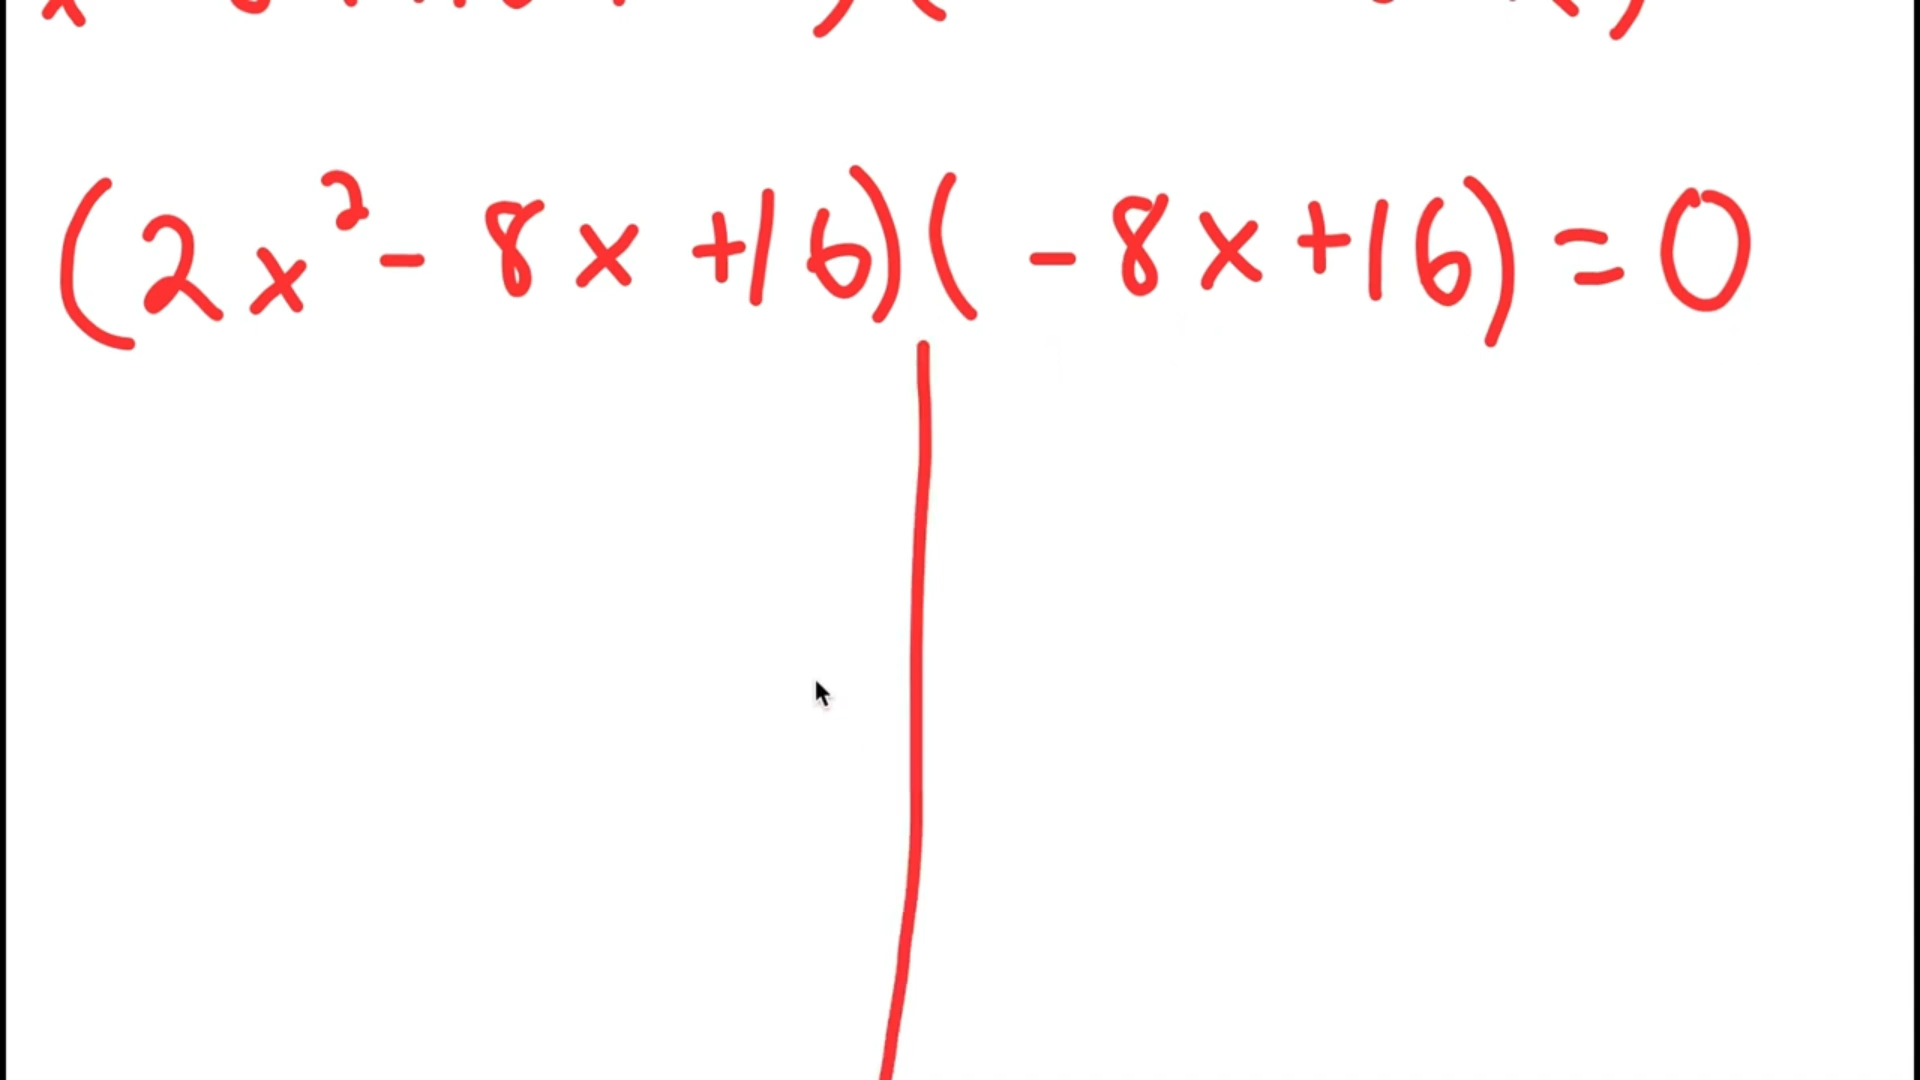 (2x² - 8x + 16)(- 8x + 16) = 0